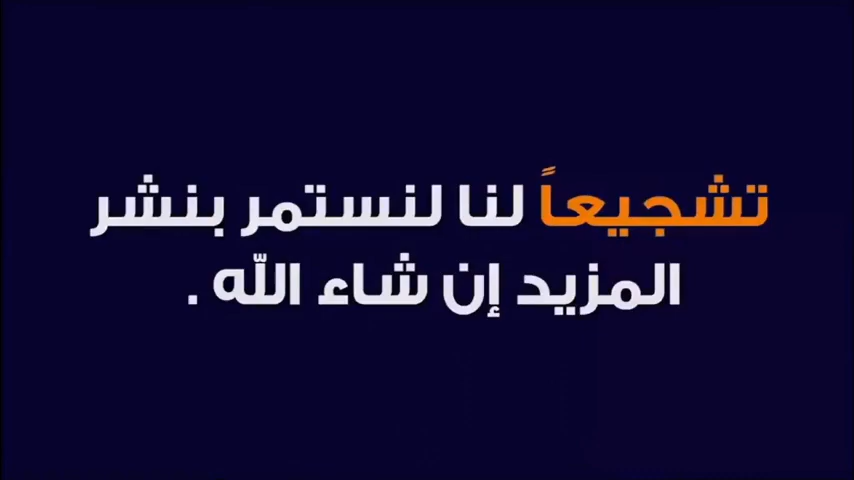 تشجيعاً لنا لنستمر بنشر
المزيد إن شاء الله .